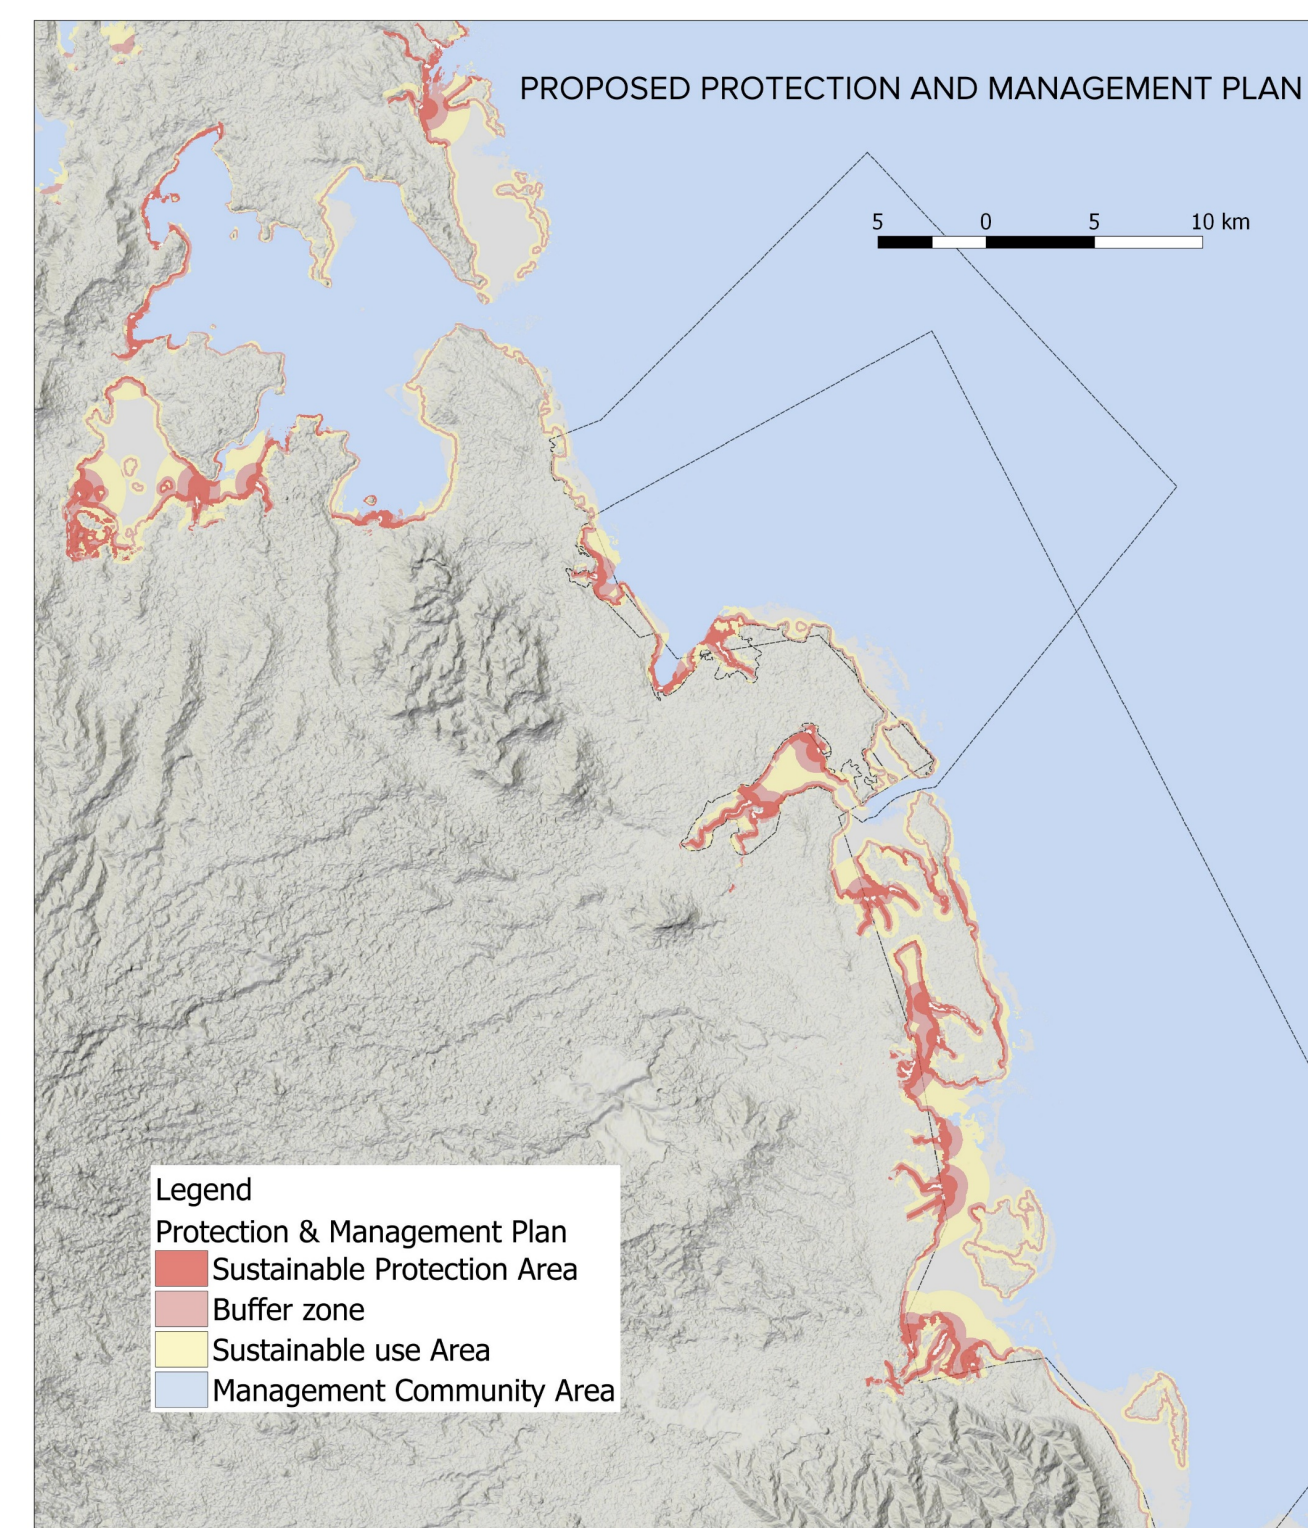 PROPOSED PROTECTION AND MANAGEMENT PLAN
5 0 5 10 km
Legend
Protection & Management Plan
Sustainable Protection Area
Buffer zone
Sustainable use Area
Management Community Area